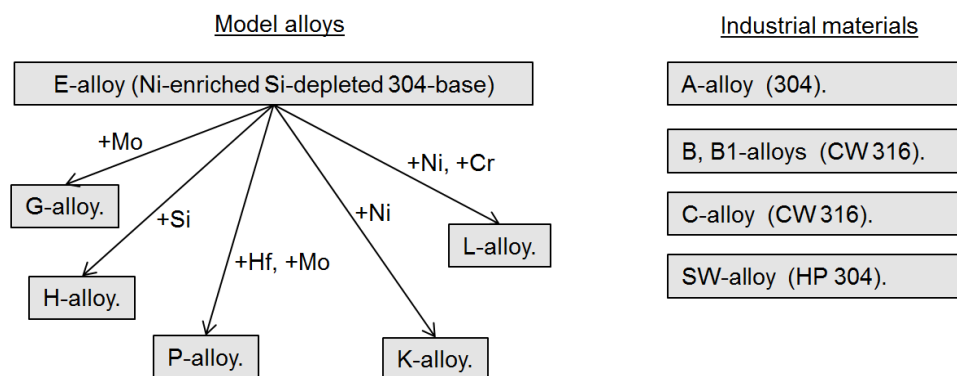 Model alloys
Industrial materials
E-alloy (Ni-enriched Si-depleted 304-base)
A-alloy (304).
+Mo
+Ni, +Cr
B, B1-alloys (CW 316).
G-alloy.
+Si
+Ni
C-alloy (CW 316).
L-alloy.
+Hf, +Mo
H-alloy.
SW-alloy (HP 304).
P-alloy.
K-alloy.